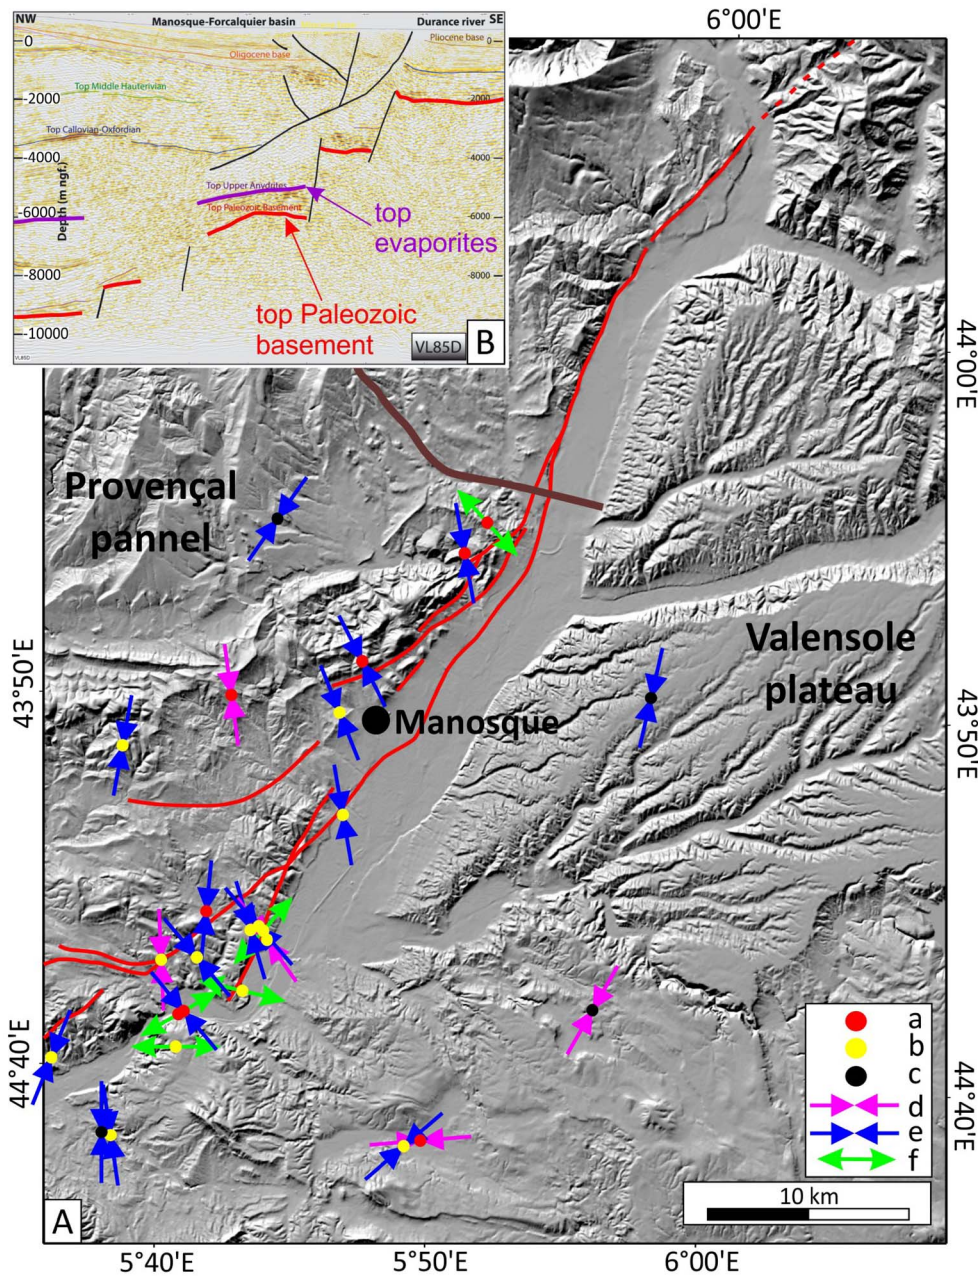 6°00'E
NW
Manosque-Forcalquier basin
Durance river
SE
Pliocene base
0
0
Oligocene base
Top Middle Hauterivian
-2000
-2000
Top Callovian-Oxfordian
-4000
-4000
Depth (m ngf.)
Top Upper Anydrites
Top Paleozoic Basement
-6000
-6000
top
evaporites
-8000
-8000
top Paleozoic
basement
-10000
VL85D
B
VL85D
44°00'E
Provençal
pannel
Valensole
plateau
43°50'E
Manosque
43°50'E
a
b
c
d
e
f
44°40'E
44°40'E
10 km
A
5°40'E
5°50'E
6°00'E